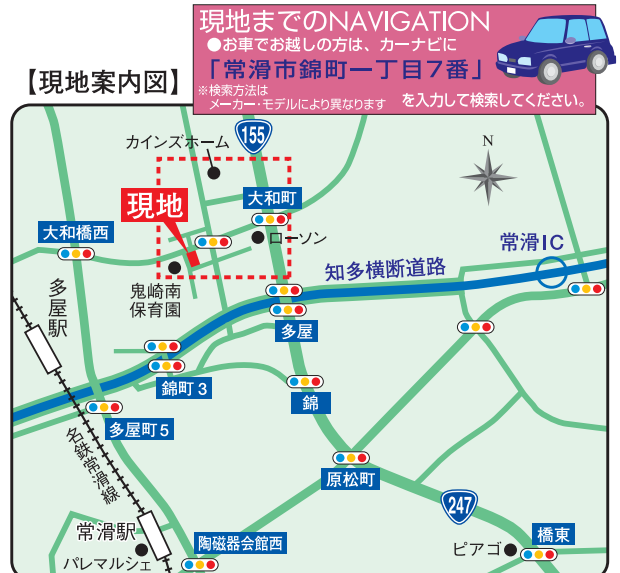 現地までのNAVIGATION
●お車でお越しの方は、カーナビに
「常滑市錦町一丁目7番」
※検索方法は
メーカー・モデルにより異なります
を入力して検索してください。
【現地案内図】
カインズホーム
155
N
現地
大和町
大和橋西
ローソン
常滑IC
知多横断道路
鬼崎南
保育園
多屋駅
多屋
錦町3
錦
多屋町5
名鉄常滑線
原松町
247
常滑駅
陶磁器会館西
橋東
ピアゴ
パレマルシェ